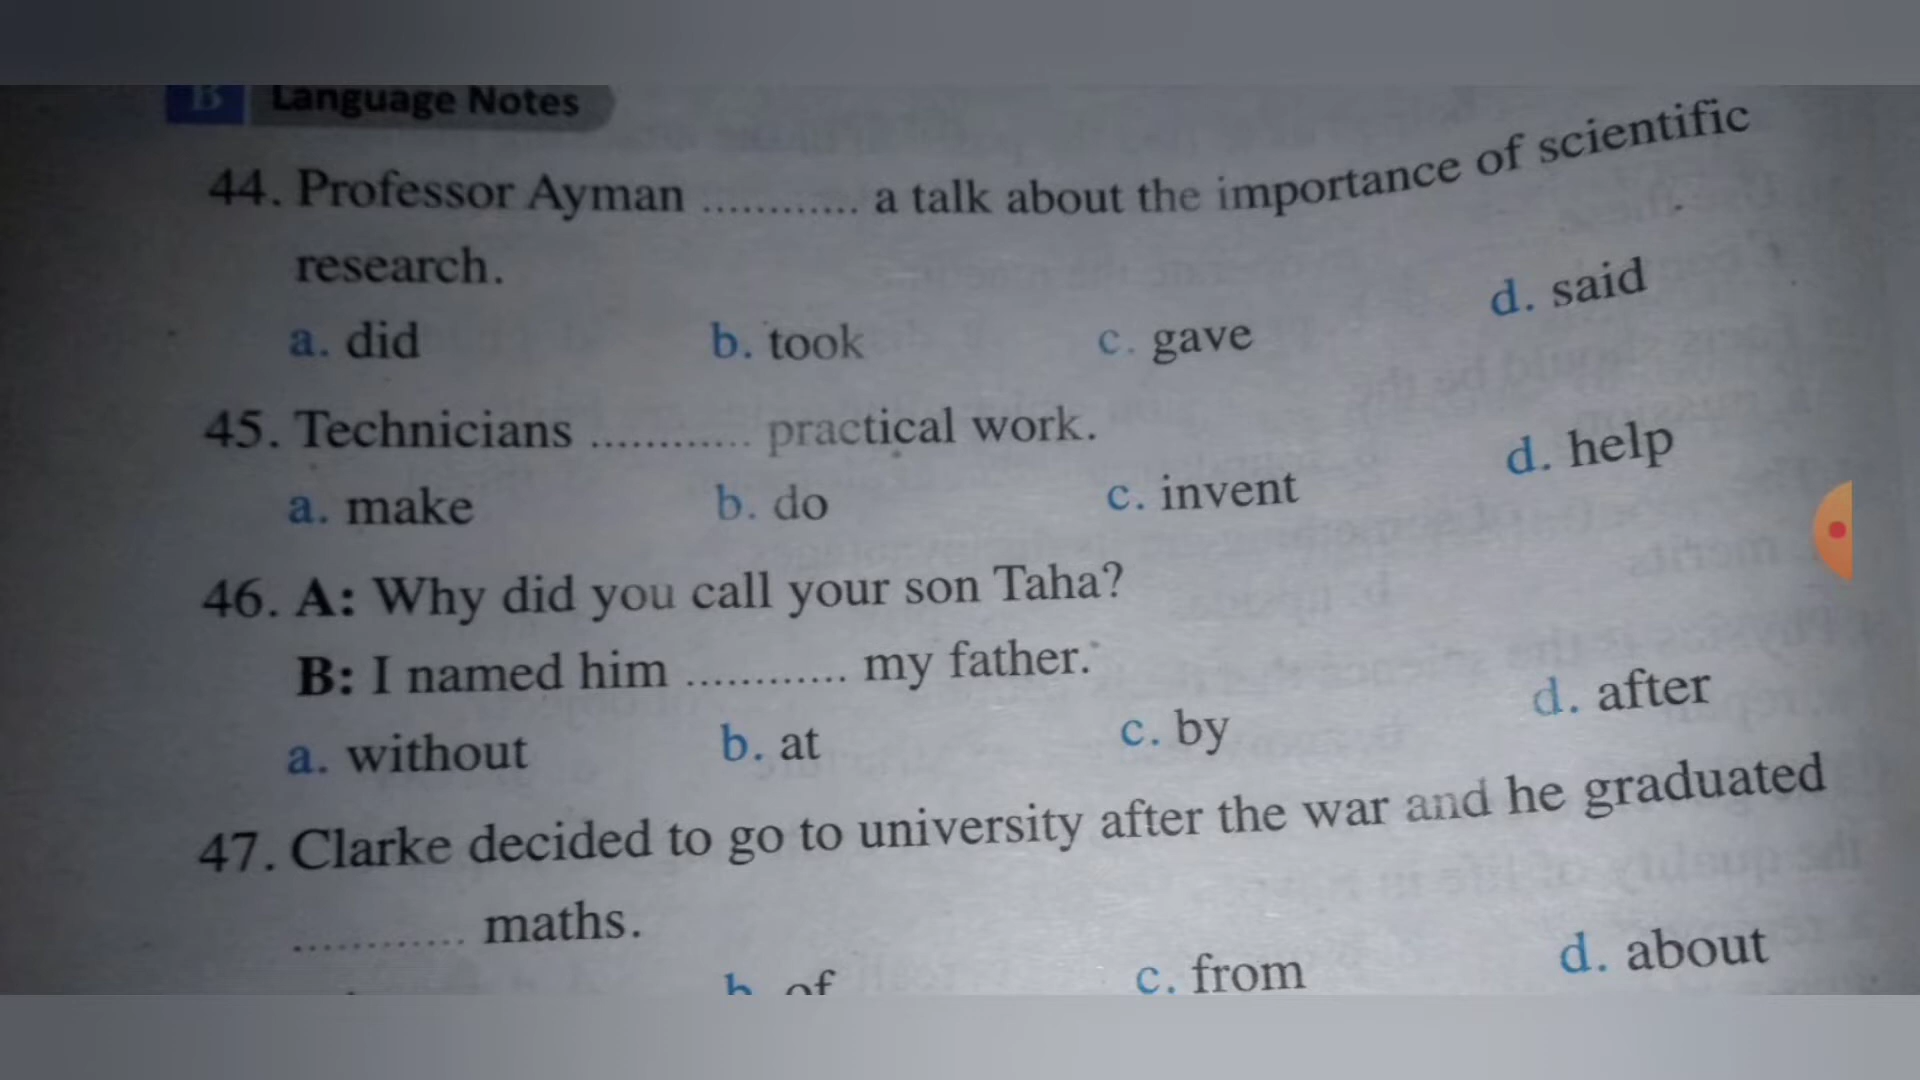 B Language Notes
44. Professor Ayman ............ a talk about the importance of scientific
research.
a. did b. took c. gave d. said
45. Technicians ............ practical work.
a. make b. do c. invent d. help
46. A: Why did you call your son Taha?
B: I named him ............ my father.
a. without b. at c. by d. after
47. Clarke decided to go to university after the war and he graduated
............ maths.
b. of c. from d. about